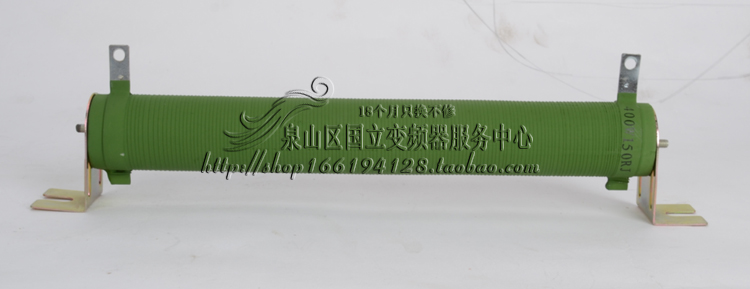 18个月只换不修
泉山区国立变频器服务中心
http://shop166194128.taobao.com